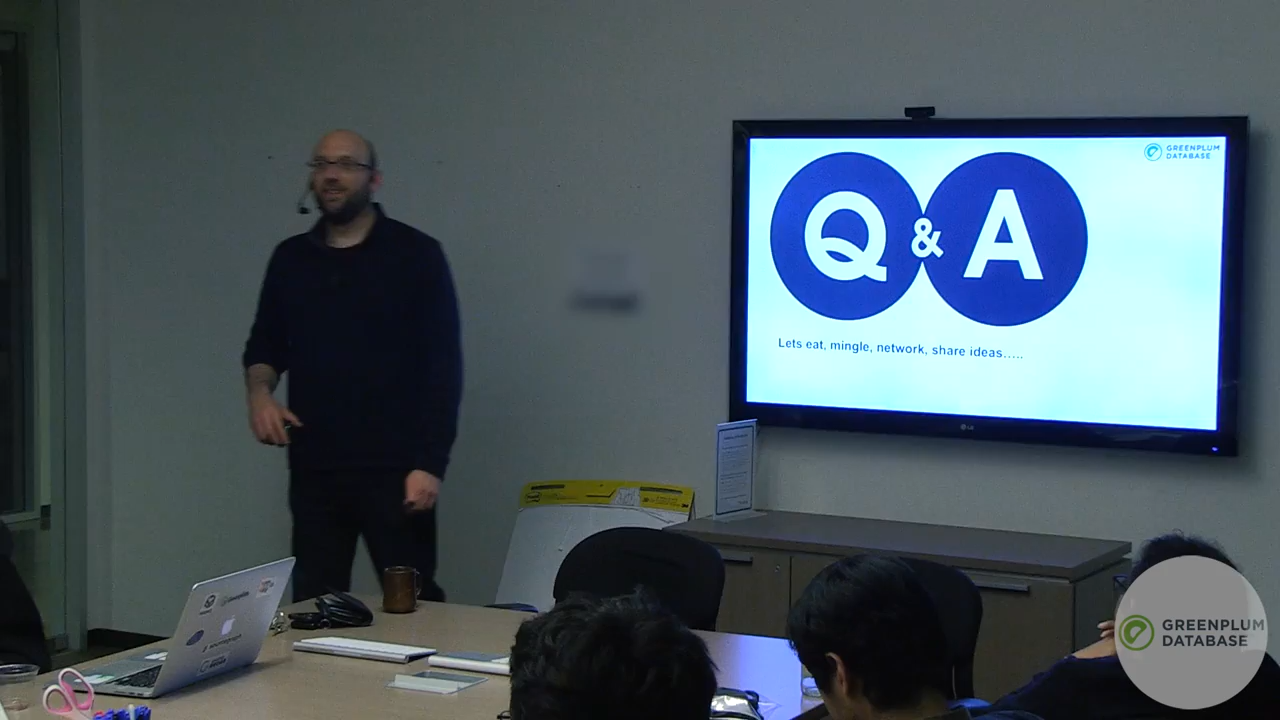 GREENPLUM
DATABASE
Q & A
Lets eat, mingle, network, share ideas.....
LG
GREENPLUM
DATABASE